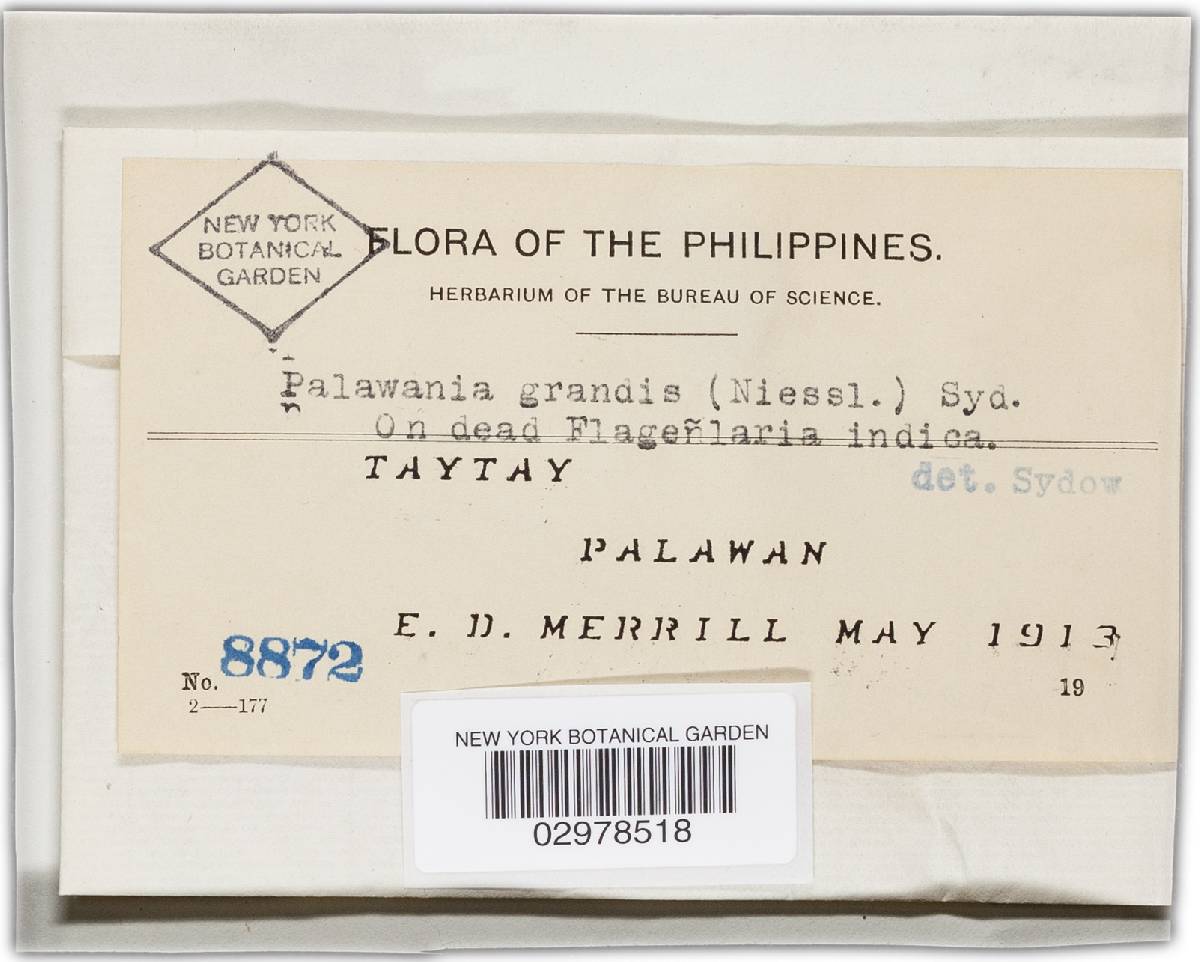 NEW YORK
BOTANICAL
GARDEN
FLORA OF THE PHILIPPINES.
HERBARIUM OF THE BUREAU OF SCIENCE.
Palawania grandis (Niessl.) Syd.
On dead Flageñlaria indica.
TAYTAY
det. Sydow
PALAWAN
E. D. MERRILL MAY 1913
No. 8872
2——177
19
NEW YORK BOTANICAL GARDEN
02978518